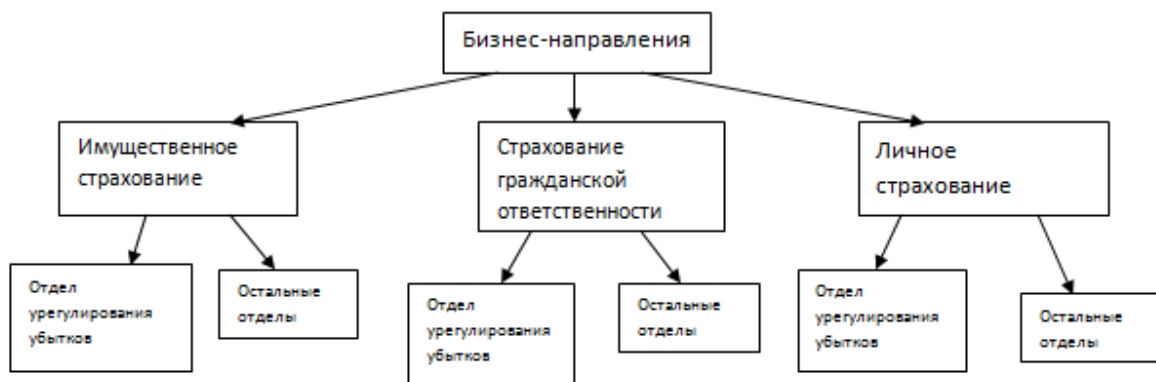 Бизнес-направления
Имущественное
страхование
Страхование
гражданской
ответственности
Личное
страхование
Отдел
урегулирования
убытков
Остальные
отделы
Отдел
урегулирования
убытков
Остальные
отделы
Отдел
урегулирования
убытков
Остальные
отделы